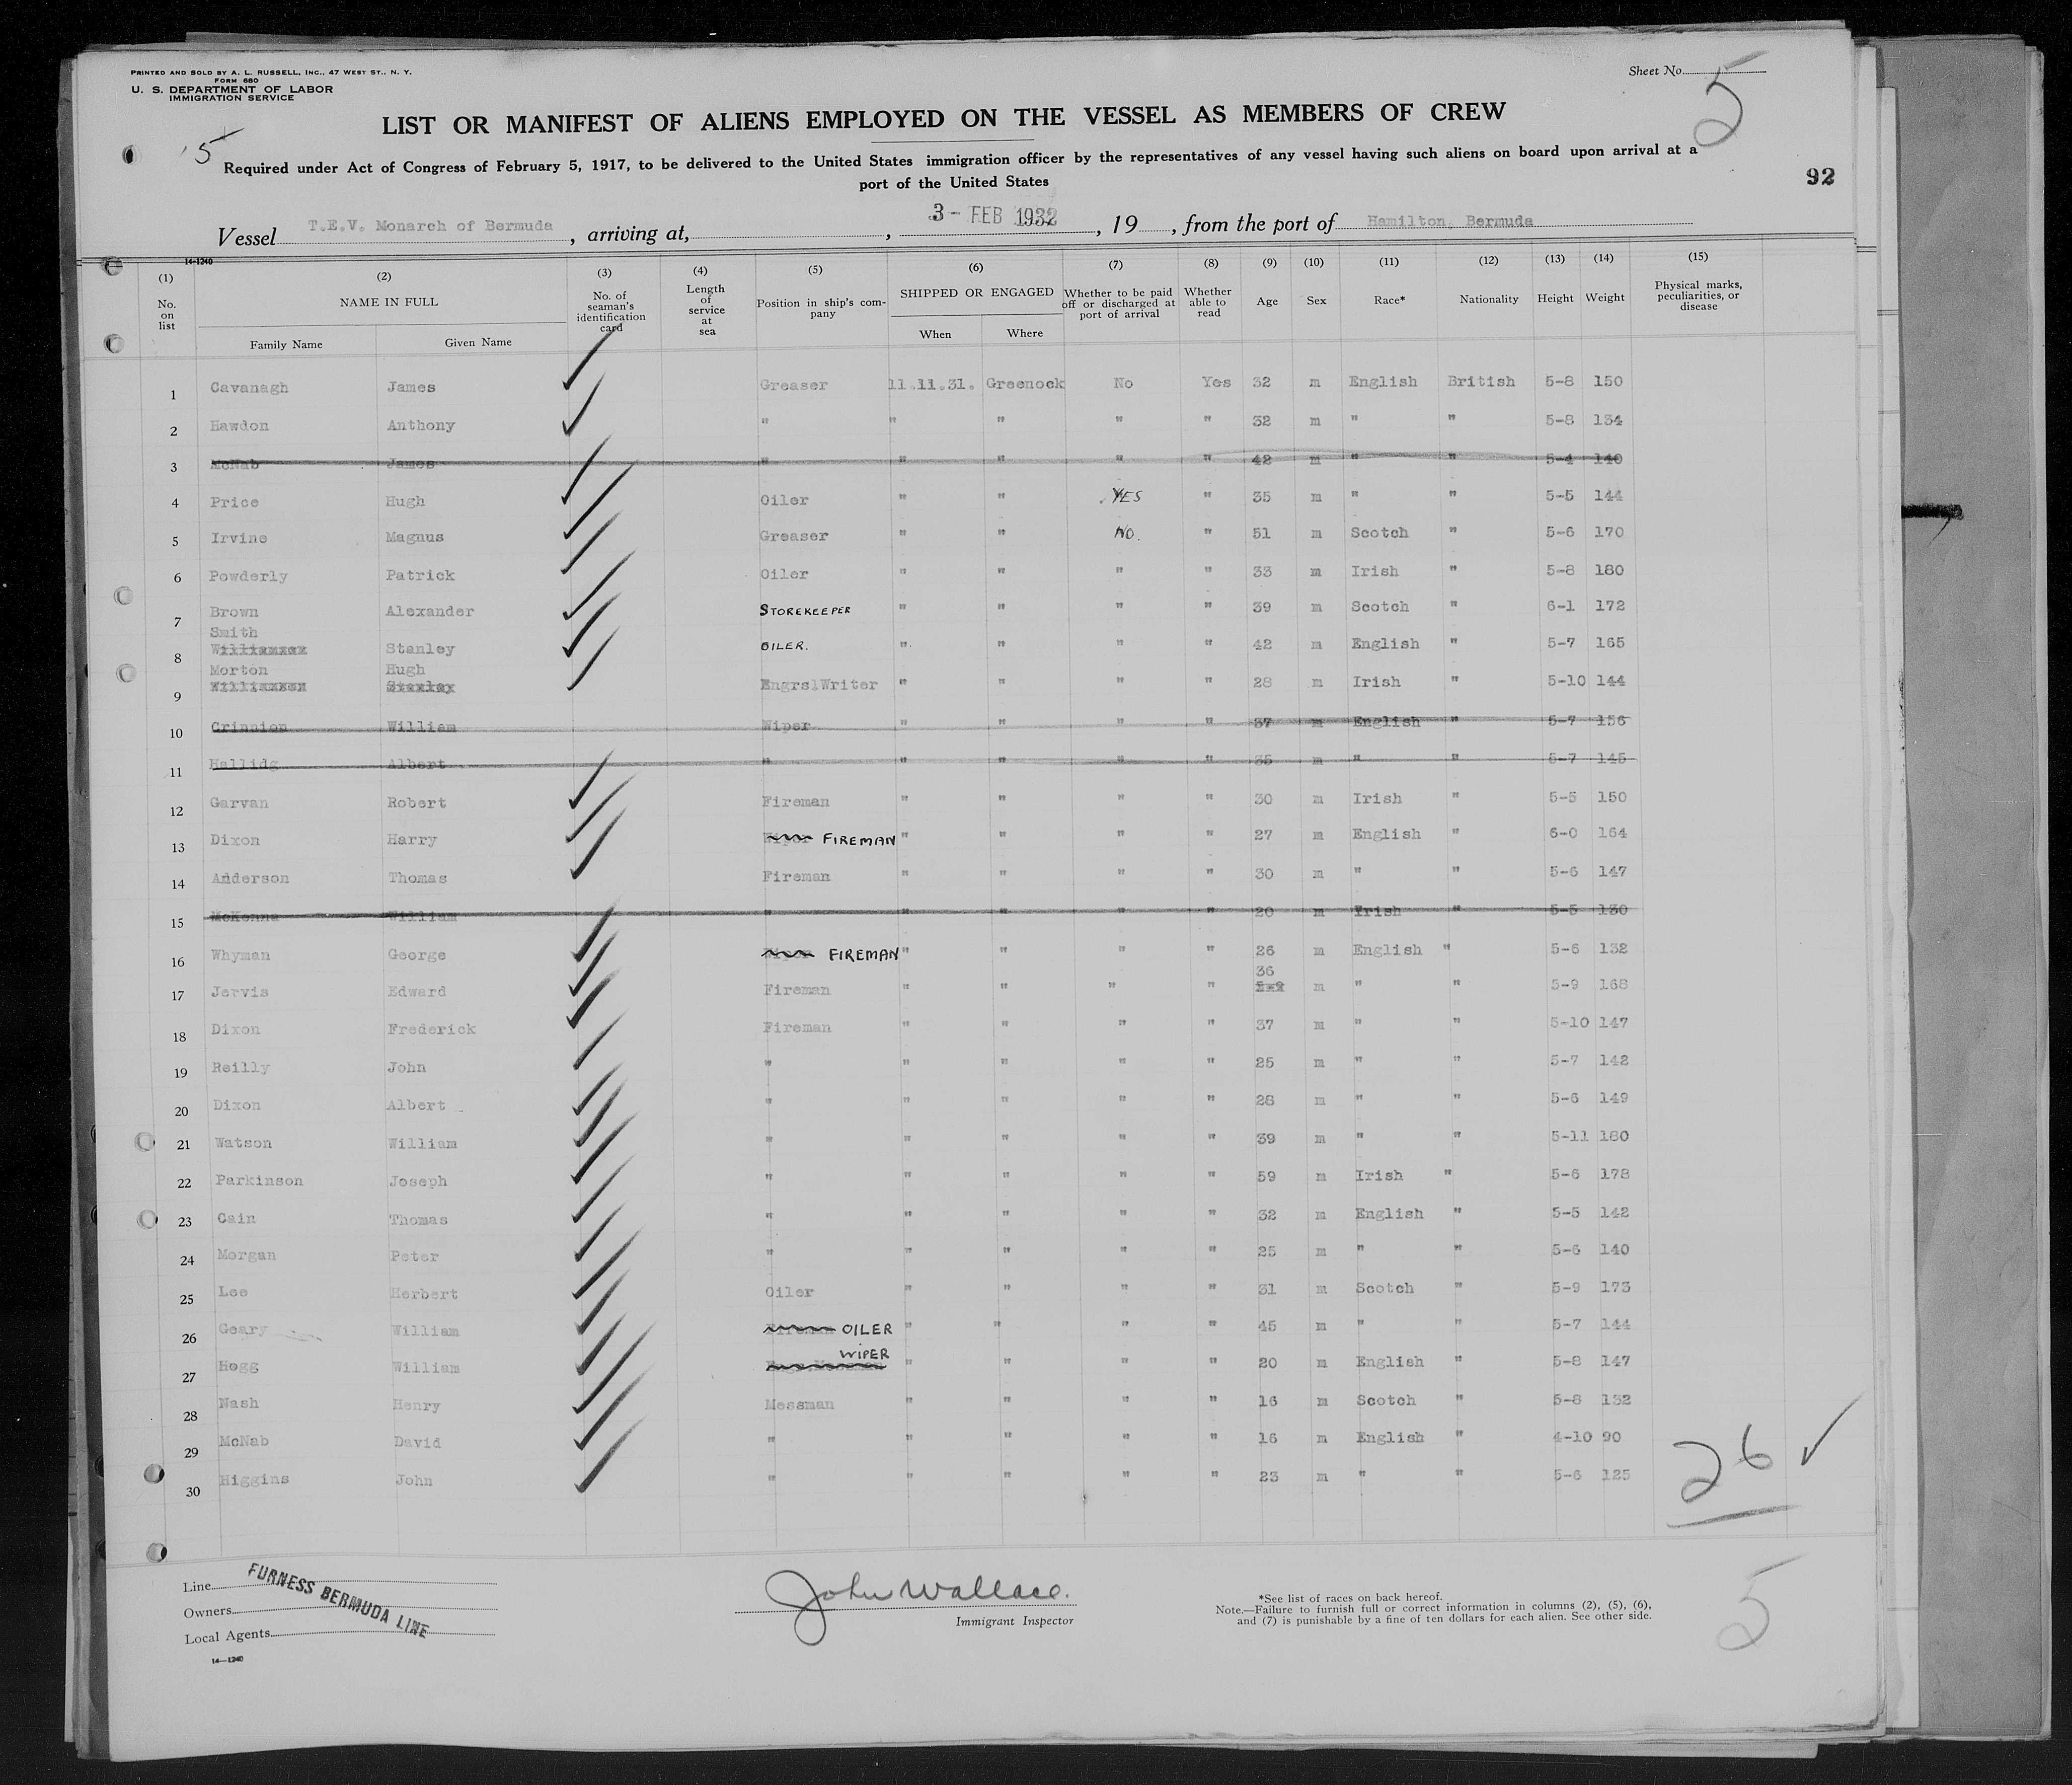 PRINTED AND SOLD BY A. L. RUSSELL, INC., 47 WEST ST., N. Y.
FORM 680
U. S. DEPARTMENT OF LABOR
IMMIGRATION SERVICE
Sheet No. 5
LIST OR MANIFEST OF ALIENS EMPLOYED ON THE VESSEL AS MEMBERS OF CREW
5
Required under Act of Congress of February 5, 1917, to be delivered to the United States immigration officer by the representatives of any vessel having such aliens on board upon arrival at a
port of the United States
92
Vessel T.E.V. Monarch of Bermuda, arriving at, , 3- FEB 1932, 19 , from the port of Hamilton, Bermuda
14-1240
(1) (2) (3) (4) (5) (6) (7) (8) (9) (10) (11) (12) (13) (14) (15)
No. on list NAME IN FULL Family Name Given Name No. of seaman's identification card Length of service at sea Position in ship's company SHIPPED OR ENGAGED When Where Whether to be paid off or discharged at port of arrival Whether able to read Age Sex Race* Nationality Height Weight Physical marks, peculiarities, or disease
1 Cavanagh James Greaser 11.11.31. Greenock No Yes 32 m English British 5-8 150
2 Hawdon Anthony " " " " " 32 m " " 5-8 134
3 McNab James " " " " " 42 m " " 5-4 140
4 Price Hugh Oiler " " YES " 35 m " " 5-5 144
5 Irvine Magnus Greaser " " NO. " 51 m Scotch " 5-6 170
6 Powderly Patrick Oiler " " " " 33 m Irish " 5-8 180
7 Brown Alexander STOREKEEPER " " " " 39 m Scotch " 6-1 172
Smith
8 Williamson Stanley OILER. " " " " 42 m English " 5-7 165
Morton Hugh
9 Williamson Stanley EngrslWriter " " " " 28 m Irish " 5-10 144
10 Crinnion William Wiper " " " " 37 m English " 5-7 156
11 Hallidg Albert " " " " " 35 m " " 5-7 145
12 Garvan Robert Fireman " " " " 30 m Irish " 5-5 150
13 Dixon Harry Wiper FIREMAN " " " " 27 m English " 6-0 164
14 Anderson Thomas Fireman " " " " 30 m " " 5-6 147
15 McKenna William " " " " " 20 m Irish " 5-5 130
16 Whyman George FIREMAN " " " " 26 m English " 5-6 132
36
17 Jervis Edward Fireman " " " " m " " 5-9 168
18 Dixon Frederick Fireman " " " " 37 m " " 5-10 147
19 Reilly John " " " " " 25 m " " 5-7 142
20 Dixon Albert " " " " " 28 m " " 5-6 149
21 Watson William " " " " " 39 m " " 5-11 180
22 Parkinson Joseph " " " " " 59 m Irish " 5-6 178
23 Cain Thomas " " " " " 32 m English " 5-5 142
24 Morgan Peter " " " " " 25 m " " 5-6 140
25 Lee Herbert Oiler " " " " 31 m Scotch " 5-9 173
26 Geary William Fireman OILER " " " " 45 m " " 5-7 144
WIPER
27 Hogg William " " " " 20 m English " 5-8 147
28 Nash Henry Messman " " " " 16 m Scotch " 5-8 132
29 McNab David " " " " " 16 m English " 4-10 90
30 Higgins John " " " " " 23 m " " 5-6 125
26 ✓
Line
Owners
Local Agents
FURNESS BERMUDA LINE
14-1240
John Wallace.
Immigrant Inspector
*See list of races on back hereof.
Note.—Failure to furnish full or correct information in columns (2), (5), (6),
and (7) is punishable by a fine of ten dollars for each alien. See other side.
5